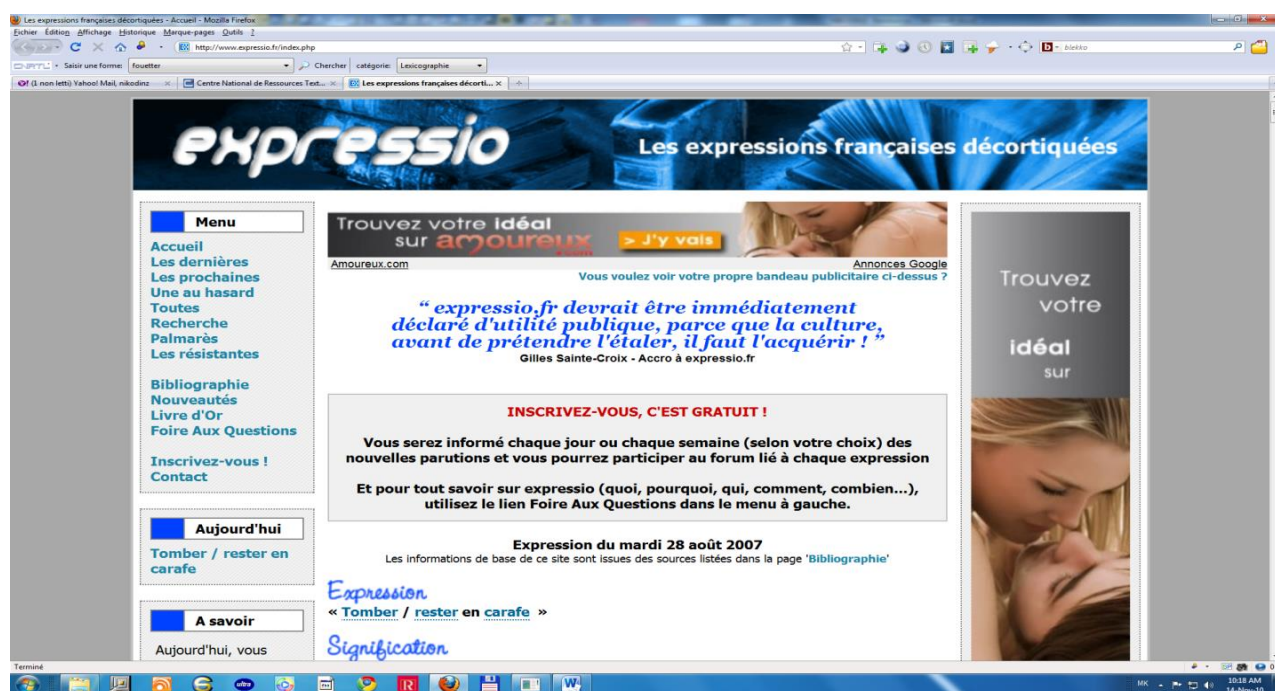 Les expressions françaises décortiquées - Accueil - Mozilla Firefox
Fichier Édition Affichage Historique Marque-pages Outils ?
http://www.expressio.fr/index.php
blekko
Saisir une forme: fouetter Chercher catégorie: Lexicographie
(1 non letti) Yahoo! Mail, nikodinz
Centre National de Ressources Text...
Les expressions françaises décorti...
expressio
Les expressions françaises décortiquées
Menu
Accueil
Les dernières
Les prochaines
Une au hasard
Toutes
Recherche
Palmarès
Les résistantes
Bibliographie
Nouveautés
Livre d'Or
Foire Aux Questions
Inscrivez-vous !
Contact
Aujourd'hui
Tomber / rester en
carafe
A savoir
Aujourd'hui, vous
Trouvez votre idéal
sur amoureux
.com
> J'y vais
Amoureux.com
Annonces Google
Vous voulez voir votre propre bandeau publicitaire ci-dessus ?
“ expressio.fr devrait être immédiatement
déclaré d'utilité publique, parce que la culture,
avant de prétendre l'étaler, il faut l'acquérir ! ”
Gilles Sainte-Croix - Accro à expressio.fr
INSCRIVEZ-VOUS, C'EST GRATUIT !
Vous serez informé chaque jour ou chaque semaine (selon votre choix) des
nouvelles parutions et vous pourrez participer au forum lié à chaque expression
Et pour tout savoir sur expressio (quoi, pourquoi, qui, comment, combien...),
utilisez le lien Foire Aux Questions dans le menu à gauche.
Expression du mardi 28 août 2007
Les informations de base de ce site sont issues des sources listées dans la page 'Bibliographie'
Expression
« Tomber / rester en carafe »
Signification
Trouvez
votre
idéal
sur
Terminé
ultra
MK
10:18 AM
14-Nov-10